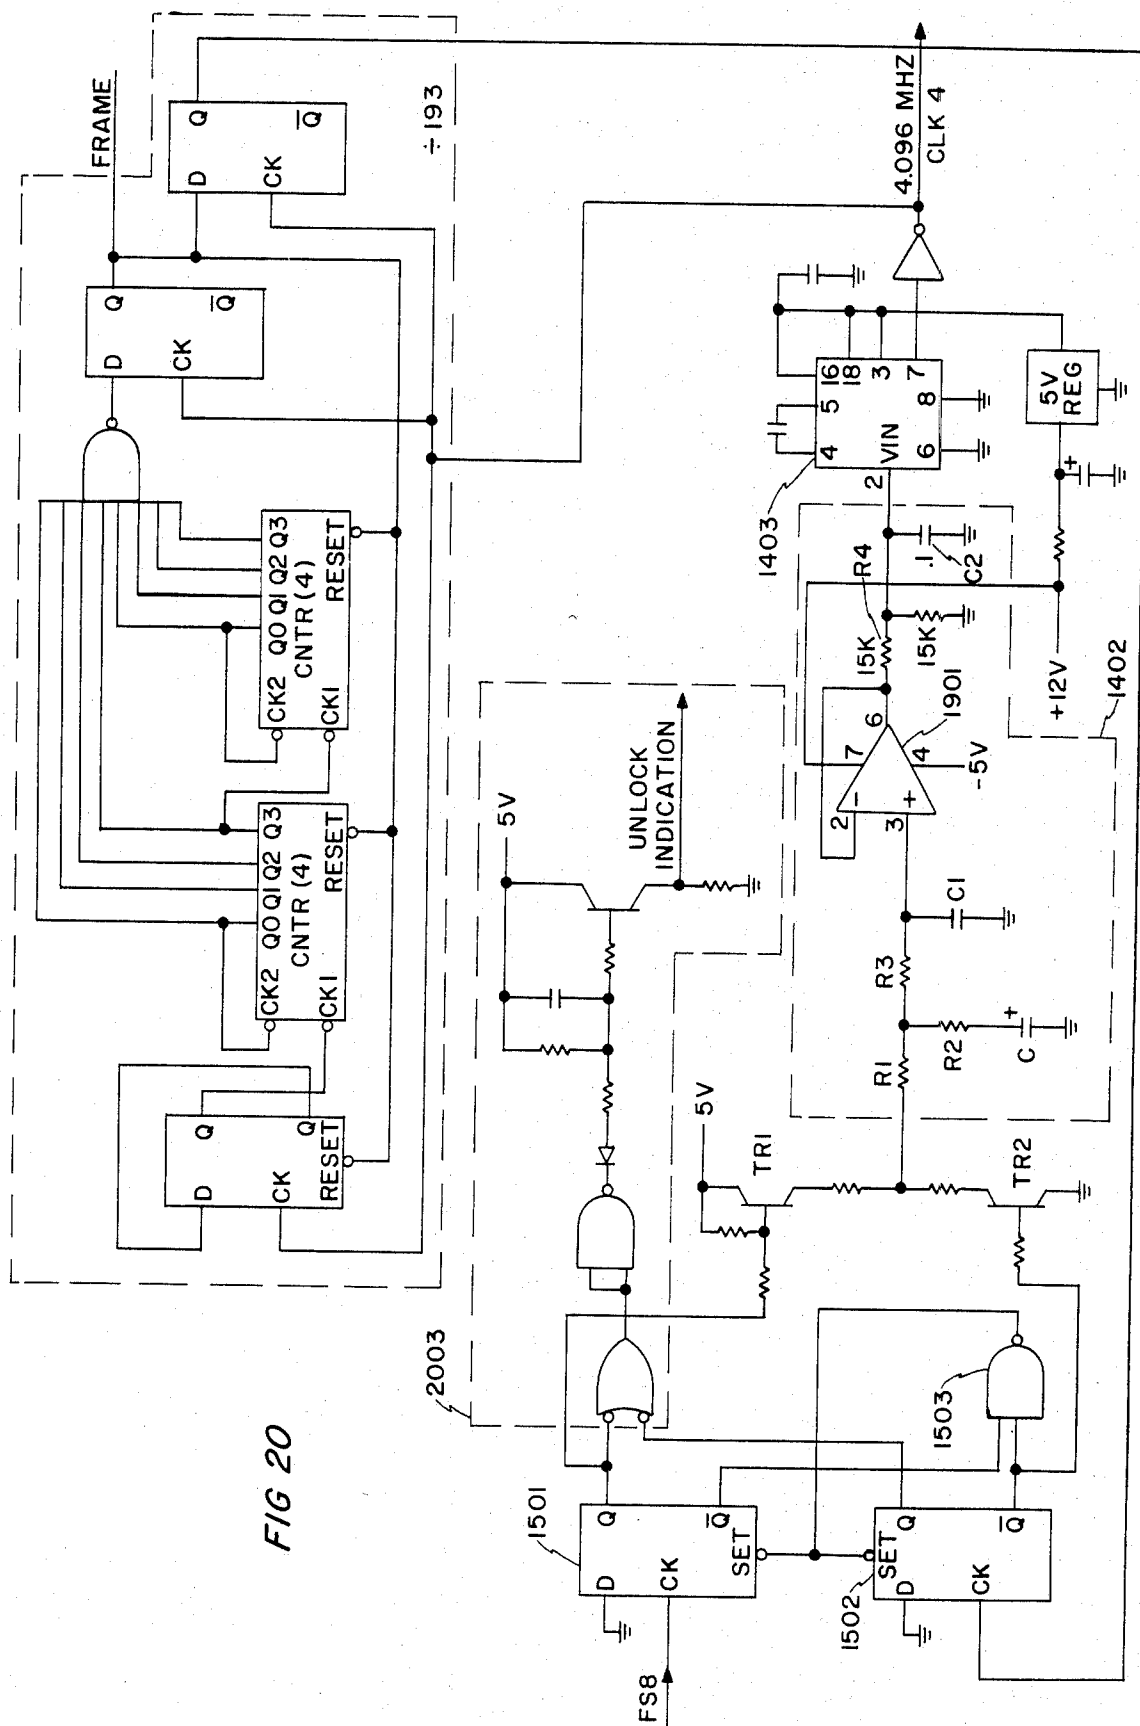 FRAME
Q
D
Q̅
CK
÷193
Q
D
Q̅
CK
Q3
Q2
Q1
Q0
CNTR (4)
RESET
CK2
CK1
Q3
Q2
Q1
Q0
CNTR (4)
RESET
CK2
CK1
Q
Q
D
CK
RESET
4.096 MHZ
CLK 4
16
18
3
7
5
4
VIN
8
6
2
1403
5V
REG
.1
C2
R4
15K
15K
+12V
1402
6
7
2
3
4
-
+
1901
-5V
C1
R3
R2
+
C
+
R1
5V
UNLOCK
INDICATION
2003
5V
TR1
TR2
1503
FIG 20
1501
Q
Q̅
D
CK
SET
1502
SET
Q
Q̅
D
CK
FS8